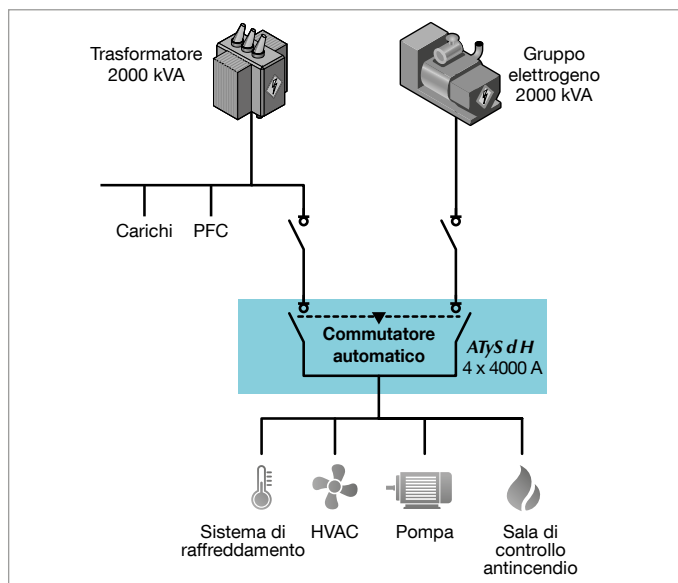 Trasformatore
2000 kVA
Gruppo
elettrogeno
2000 kVA
Carichi
PFC
Commutatore
automatico
ATyS d H
4 x 4000 A
Sistema di
raffreddamento
HVAC
Pompa
Sala di
controllo
antincendio